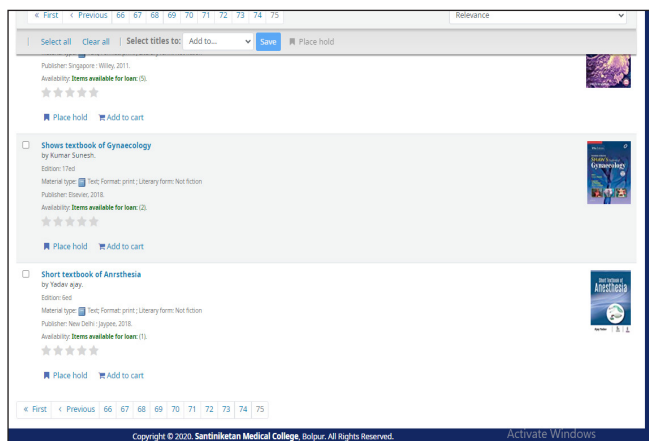 « First ‹ Previous 66 67 68 69 70 71 72 73 74 75
Relevance
Select all Clear all | Select titles to: Add to... Save Place hold
Publisher: Singapore : Willey, 2011.
Availability: Items available for loan: (5).
Place hold Add to cart
Shows textbook of Gynaecology
by Kumar Sunesh.
Edition: 17ed
Material type: Text; Format: print ; Literary form: Not fiction
Publisher: Elsevier, 2018.
Availability: Items available for loan: (2).
Place hold Add to cart
Gynaecology
Short textbook of Anrsthesia
by Yadav ajay.
Edition: 6ed
Material type: Text; Format: print ; Literary form: Not fiction
Publisher: New Delhi : Jaypee, 2018.
Availability: Items available for loan: (1).
Place hold Add to cart
Short Textbook of
Anesthesia
« First ‹ Previous 66 67 68 69 70 71 72 73 74 75
Copyright © 2020. Santiniketan Medical College, Bolpur. All Rights Reserved.
Activate Windows